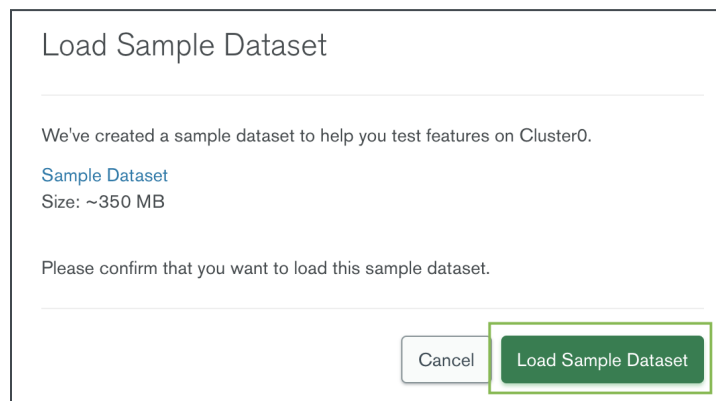 Load Sample Dataset
We've created a sample dataset to help you test features on Cluster0.
Sample Dataset
Size: ~350 MB
Please confirm that you want to load this sample dataset.
Cancel
Load Sample Dataset